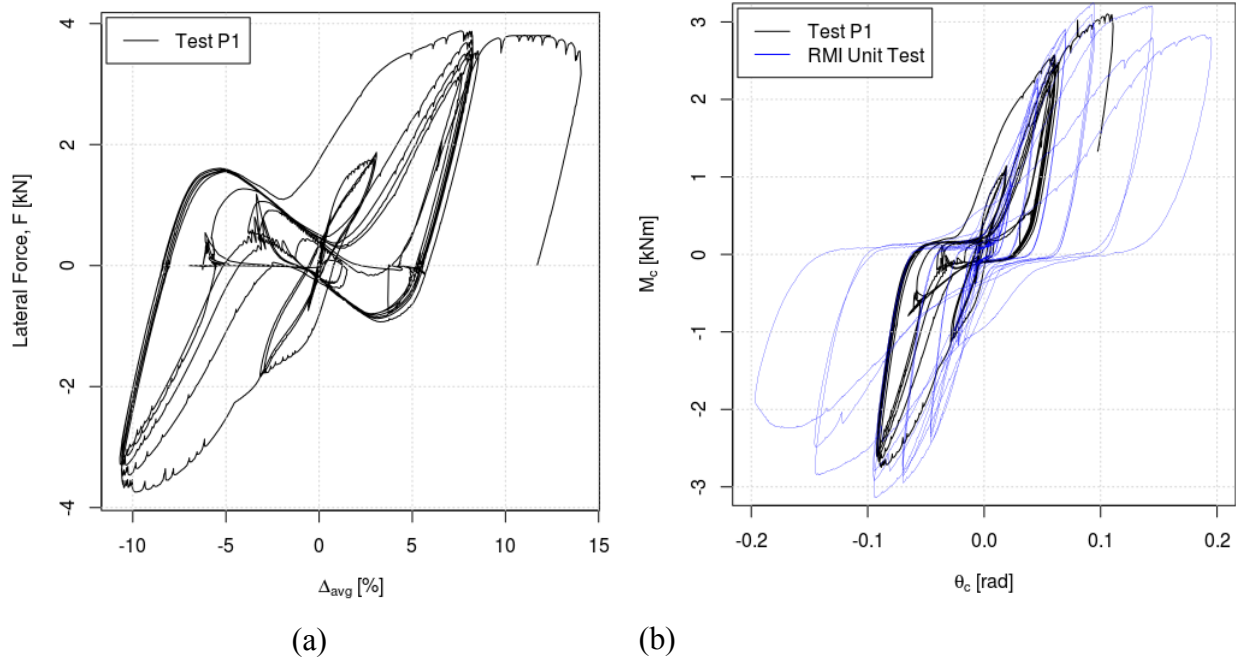 Test P1
4
2
0
-2
-4
Lateral Force, F [kN]
-10 -5 0 5 10 15
Δavg [%]
(a)
Test P1
RMI Unit Test
3
2
1
0
-1
-2
-3
Mc [kNm]
-0.2 -0.1 0.0 0.1 0.2
θc [rad]
(b)